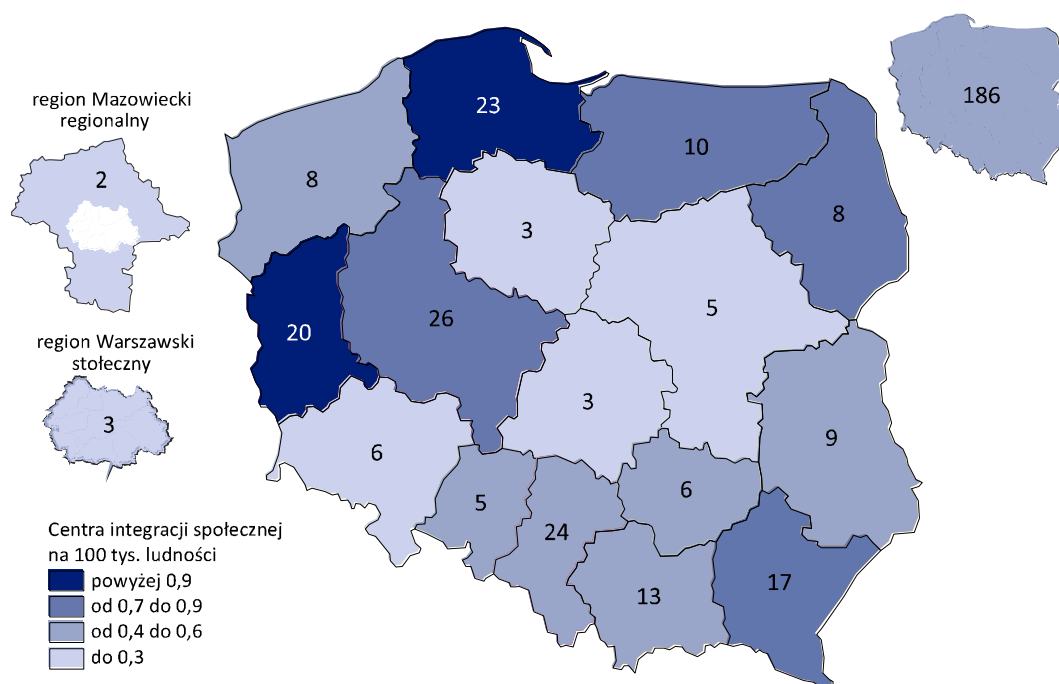 region Mazowiecki
regionalny
2
region Warszawski
stołeczny
3
Centra integracji społecznej
na 100 tys. ludności
powyżej 0,9
od 0,7 do 0,9
od 0,4 do 0,6
do 0,3
186
23
10
8
8
3
5
26
20
3
9
6
5
6
24
17
13